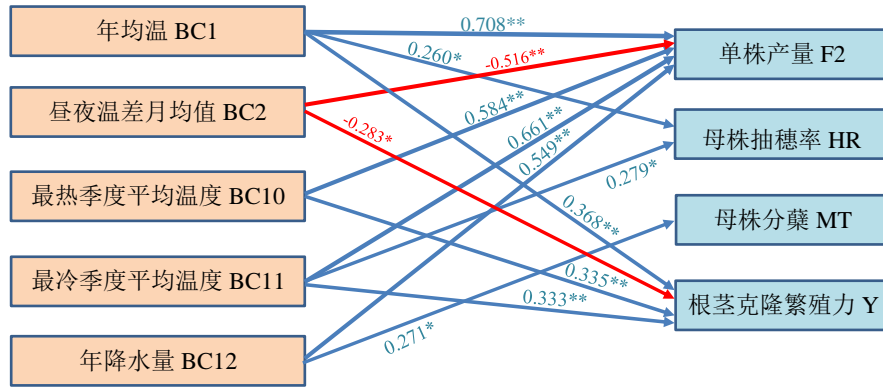 年均温 BC1
昼夜温差月均值 BC2
最热季度平均温度 BC10
最冷季度平均温度 BC11
年降水量 BC12
0.708**
0.260*
-0.516**
-0.283*
0.584**
0.661**
0.549**
0.279*
0.368**
0.335**
0.333**
0.271*
单株产量 F2
母株抽穗率 HR
母株分蘖 MT
根茎克隆繁殖力 Y